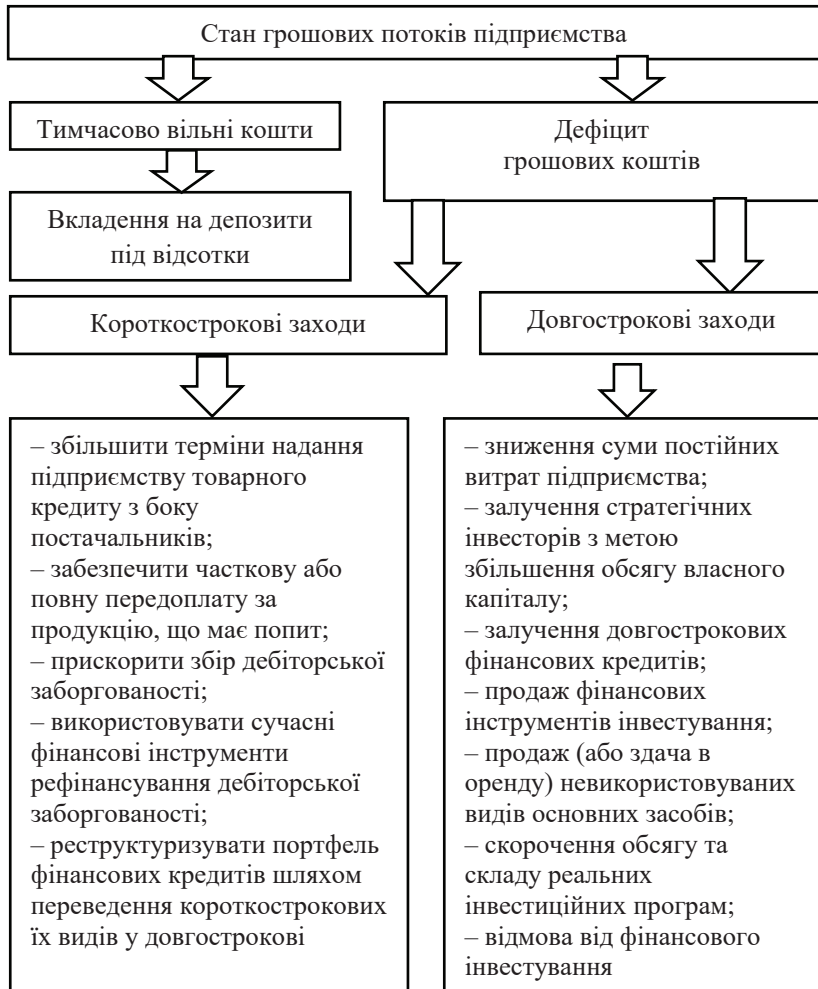 Стан грошових потоків підприємства
Тимчасово вільні кошти
Дефіцит
грошових коштів
Вкладення на депозити
під відсотки
Короткострокові заходи
Довгострокові заходи
– збільшити терміни надання
підприємству товарного
кредиту з боку
постачальників;
– забезпечити часткову або
повну передоплату за
продукцію, що має попит;
– прискорити збір дебіторської
заборгованості;
– використовувати сучасні
фінансові інструменти
рефінансування дебіторської
заборгованості;
– реструктуризувати портфель
фінансових кредитів шляхом
переведення короткострокових
їх видів у довгострокові
– зниження суми постійних
витрат підприємства;
– залучення стратегічних
інвесторів з метою
збільшення обсягу власного
капіталу;
– залучення довгострокових
фінансових кредитів;
– продаж фінансових
інструментів інвестування;
– продаж (або здача в
оренду) невикористовуваних
видів основних засобів;
– скорочення обсягу та
складу реальних
інвестиційних програм;
– відмова від фінансового
інвестування